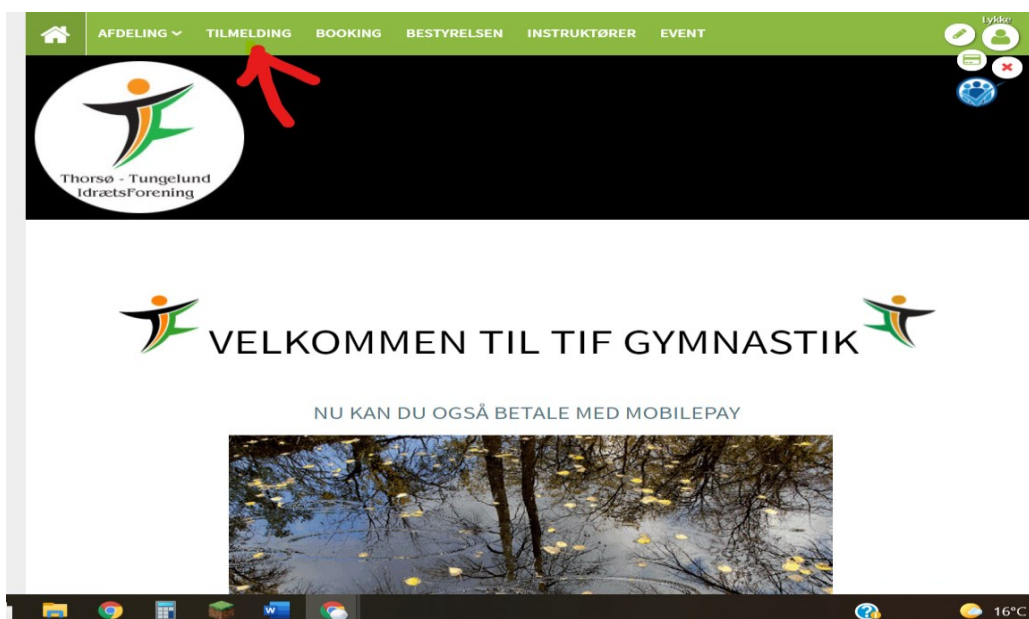 Lykke
AFDELING TILMELDING BOOKING BESTYRELSEN INSTRUKTØRER EVENT
Thorsø - Tungelund
IdrætsForening
VELKOMMEN TIL TIF GYMNASTIK
NU KAN DU OGSÅ BETALE MED MOBILEPAY
W
16°C